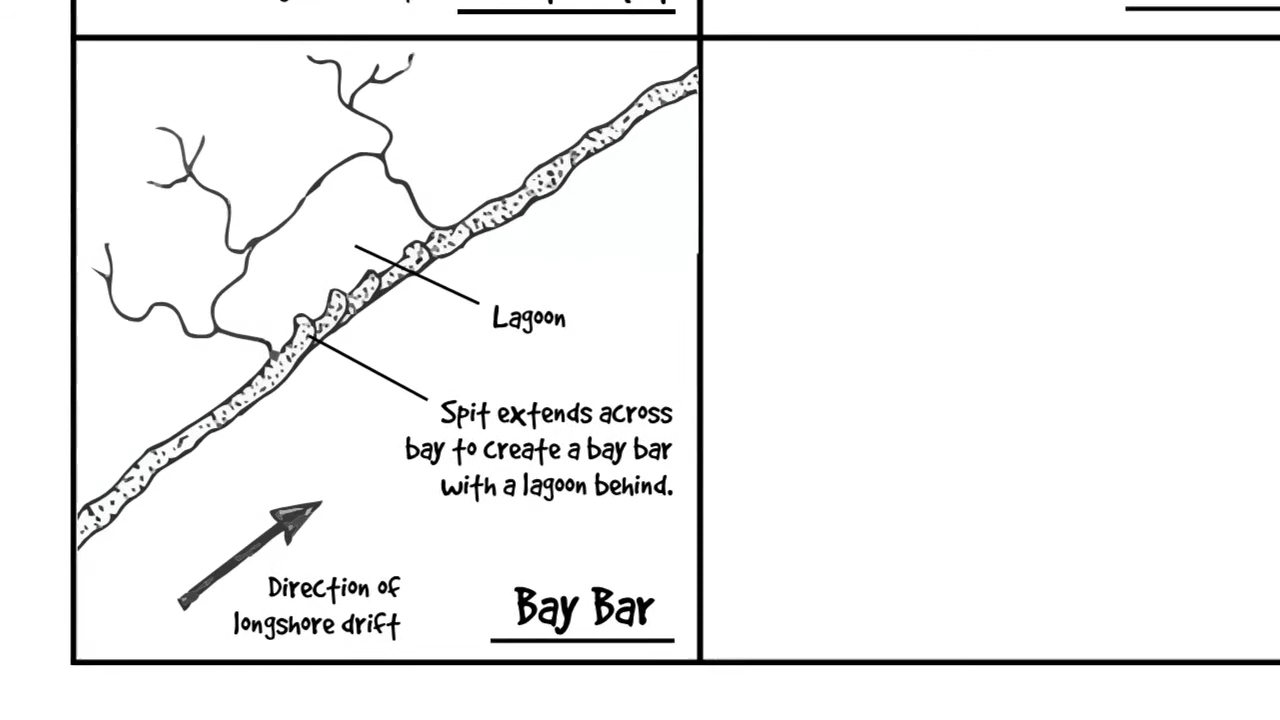 Lagoon
Spit extends across
bay to create a bay bar
with a lagoon behind.
Direction of
longshore drift
Bay Bar